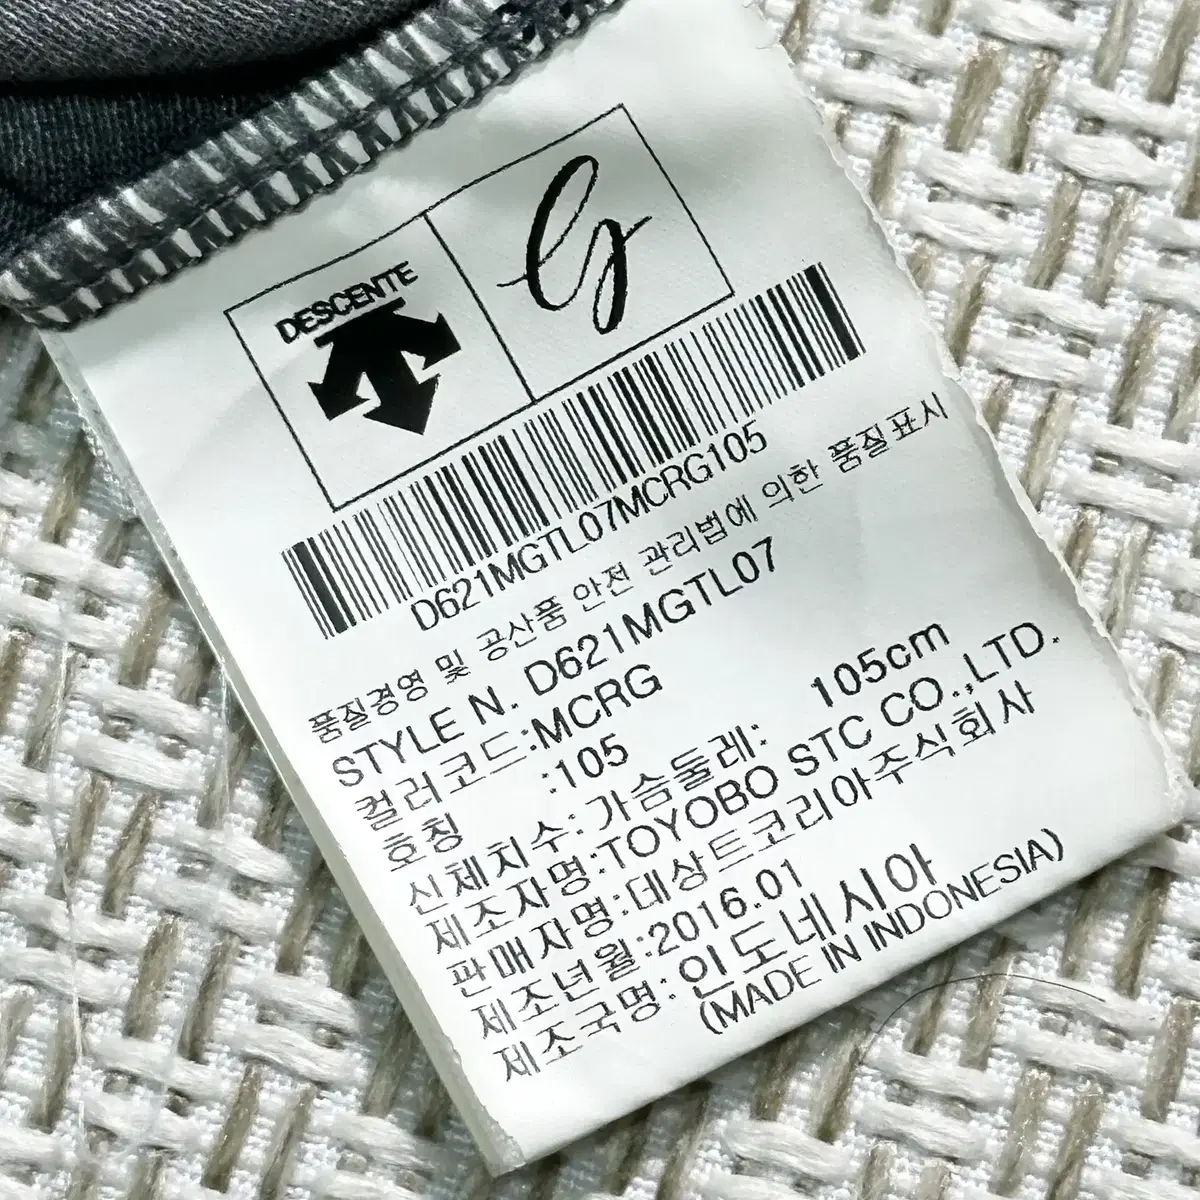 DESCENTE
G
D621MGTL07MCRG105
품질경영 및 공산품 안전 관리법에 의한 품질표시
STYLE N. D621MGTL07
컬러코드:MCRG
호칭 :105
신체치수: 가슴둘레: 105cm
제조자명:TOYOBO STC CO.,LTD.
판매자명:데상트코리아주식회사
제조년월:2016.01
제조국명: 인도네시아
(MADE IN INDONESIA)